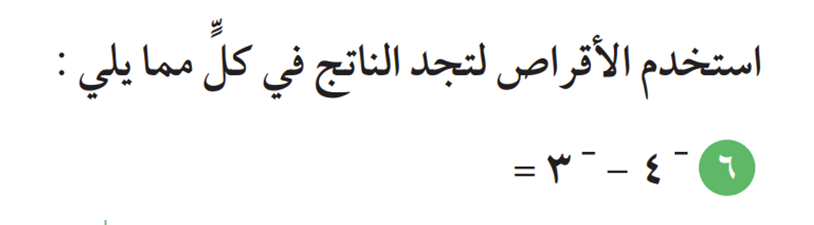 استخدم الأقراص لتجد الناتج في كلٍّ مما يلي :
٦ ‎⁻٤ – ⁻٣ =